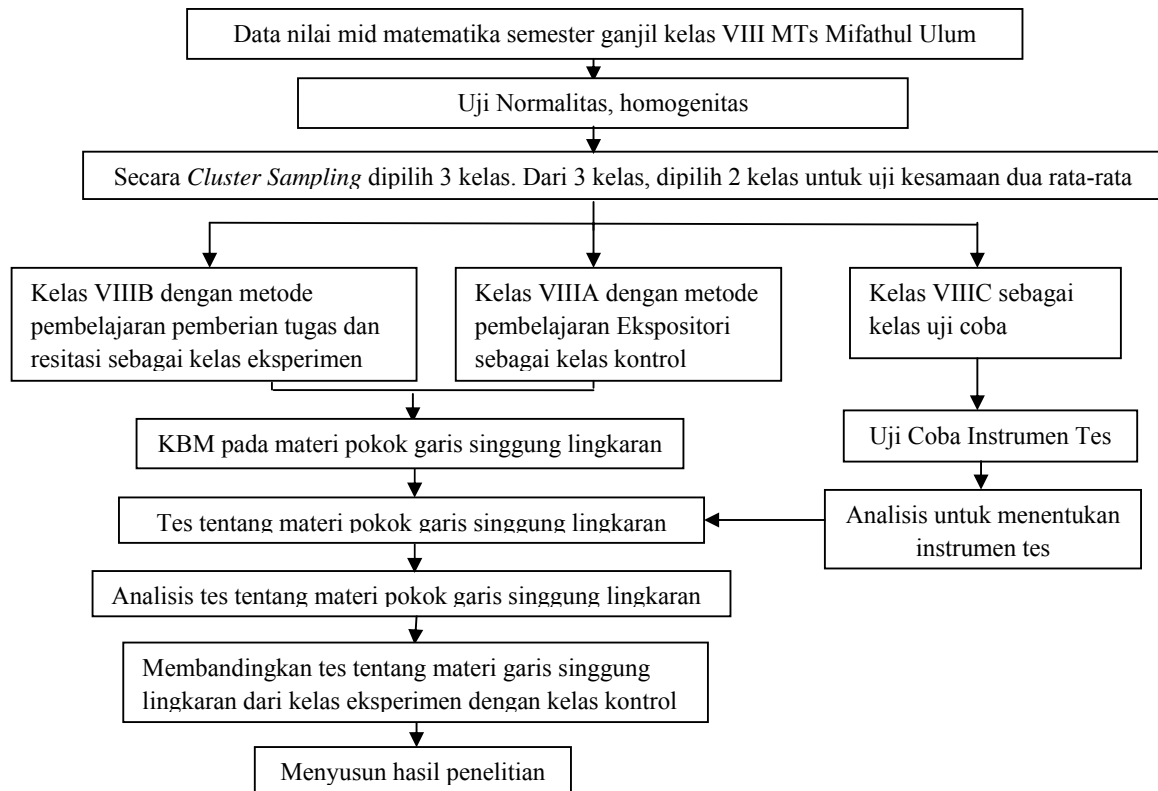 Data nilai mid matematika semester ganjil kelas VIII MTs Mifathul Ulum
Uji Normalitas, homogenitas
Secara Cluster Sampling dipilih 3 kelas. Dari 3 kelas, dipilih 2 kelas untuk uji kesamaan dua rata-rata
Kelas VIIIB dengan metode
pembelajaran pemberian tugas dan
resitasi sebagai kelas eksperimen
Kelas VIIIA dengan metode
pembelajaran Ekspositori
sebagai kelas kontrol
Kelas VIIIC sebagai
kelas uji coba
KBM pada materi pokok garis singgung lingkaran
Uji Coba Instrumen Tes
Tes tentang materi pokok garis singgung lingkaran
Analisis untuk menentukan
instrumen tes
Analisis tes tentang materi pokok garis singgung lingkaran
Membandingkan tes tentang materi garis singgung
lingkaran dari kelas eksperimen dengan kelas kontrol
Menyusun hasil penelitian